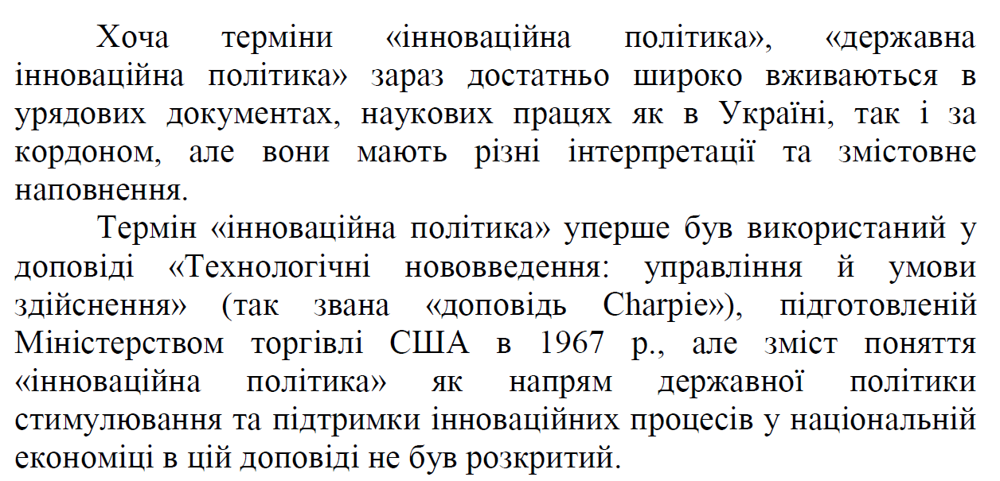 Хоча терміни «інноваційна політика», «державна
інноваційна політика» зараз достатньо широко вживаються в
урядових документах, наукових працях як в Україні, так і за
кордоном, але вони мають різні інтерпретації та змістовне
наповнення.
Термін «інноваційна політика» уперше був використаний у
доповіді «Технологічні нововведення: управління й умови
здійснення» (так звана «доповідь Charpie»), підготовленій
Міністерством торгівлі США в 1967 р., але зміст поняття
«інноваційна політика» як напрям державної політики
стимулювання та підтримки інноваційних процесів у національній
економіці в цій доповіді не був розкритий.